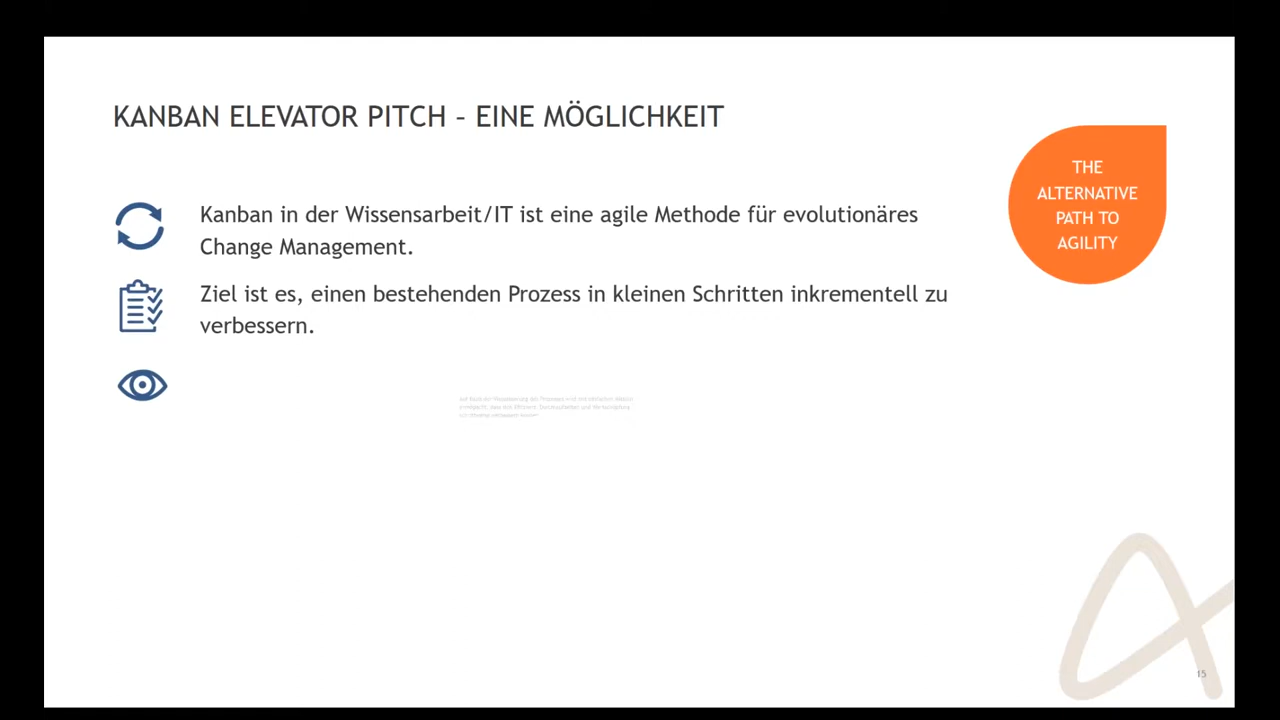 KANBAN ELEVATOR PITCH – EINE MÖGLICHKEIT
THE
ALTERNATIVE
PATH TO
AGILITY
Kanban in der Wissensarbeit/IT ist eine agile Methode für evolutionäres
Change Management.
Ziel ist es, einen bestehenden Prozess in kleinen Schritten inkrementell zu
verbessern.
15